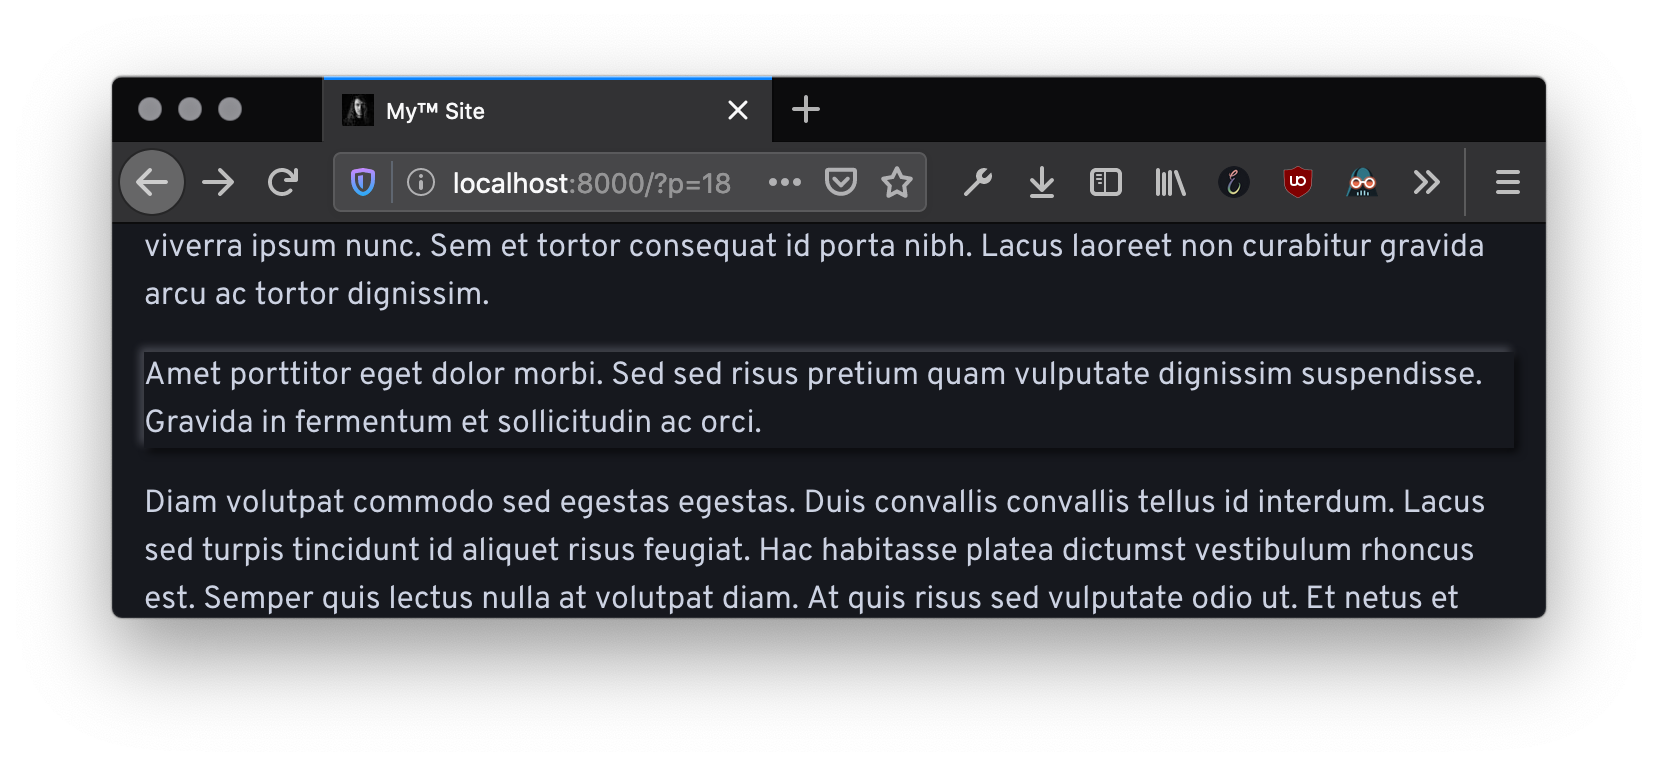 My™ Site
localhost:8000/?p=18
viverra ipsum nunc. Sem et tortor consequat id porta nibh. Lacus laoreet non curabitur gravida
arcu ac tortor dignissim.
Amet porttitor eget dolor morbi. Sed sed risus pretium quam vulputate dignissim suspendisse.
Gravida in fermentum et sollicitudin ac orci.
Diam volutpat commodo sed egestas egestas. Duis convallis convallis tellus id interdum. Lacus
sed turpis tincidunt id aliquet risus feugiat. Hac habitasse platea dictumst vestibulum rhoncus
est. Semper quis lectus nulla at volutpat diam. At quis risus sed vulputate odio ut. Et netus et